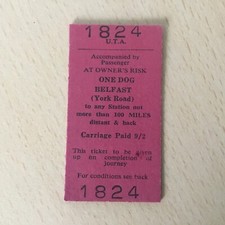 1824
U.T.A.
Accompanied by
Passenger
AT OWNER'S RISK
ONE DOG
BELFAST
(York Road)
to any Station not
more than 100 MILES
distant & back
Carriage Paid 9/2
This ticket to be given
up on completion of
journey
For conditions see back
1824